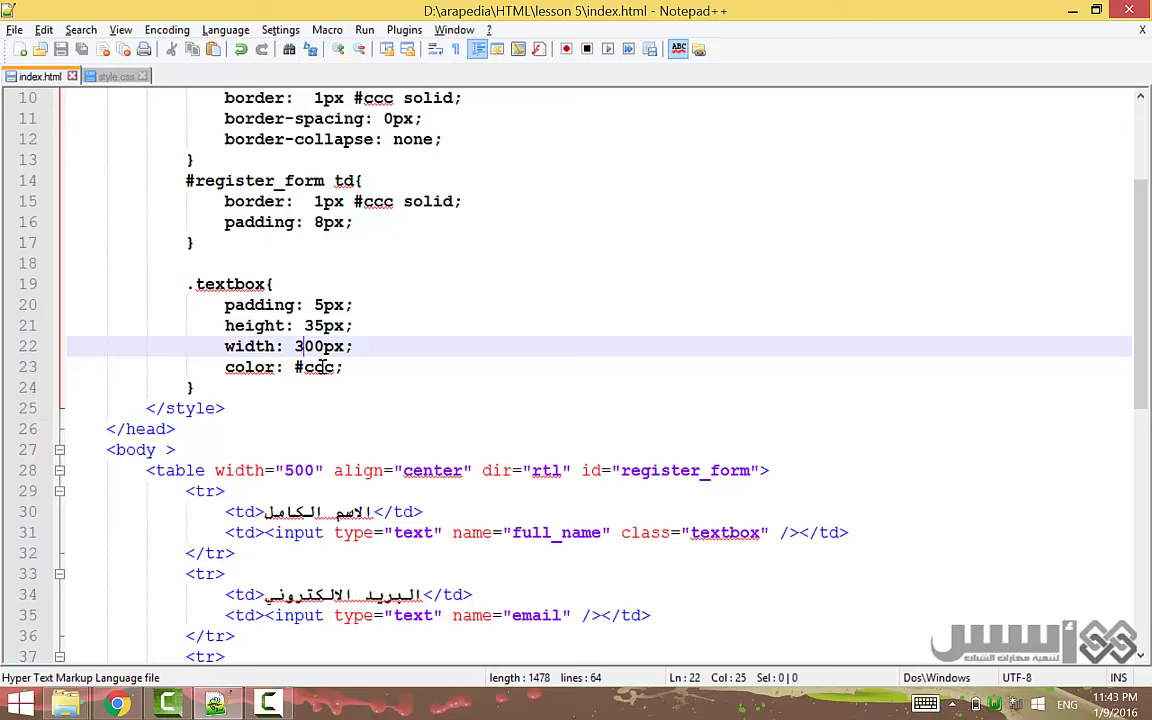 D:\arapedia\HTML\lesson 5\index.html - Notepad++
File Edit Search View Encoding Language Settings Macro Run Plugins Window ? X
index.html style.css
10 border:  1px #ccc solid;
11 border-spacing: 0px;
12 border-collapse: none;
13 }
14 #register_form td{
15 border:  1px #ccc solid;
16 padding: 8px;
17 }
18
19 .textbox{
20 padding: 5px;
21 height: 35px;
22 width: 300px;
23 color: #ccc;
24 }
25 </style>
26 </head>
27 <body >
28 <table width="500" align="center" dir="rtl" id="register_form">
29 <tr>
30 <td>الاسم الكامل</td>
31 <td><input type="text" name="full_name" class="textbox" /></td>
32 </tr>
33 <tr>
34 <td>البريد الالكتروني</td>
35 <td><input type="text" name="email" /></td>
36 </tr>
37 <tr>
أسس
لتنمية مهارات الشباب
Hyper Text Markup Language file length : 1478 lines : 64 Ln : 22 Col : 25 Sel : 0 | 0 Dos\Windows UTF-8 INS
ENG
11:43 PM
1/9/2016